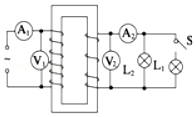 A₁ A₂ S
~ V₁ V₂ L₂ L₁